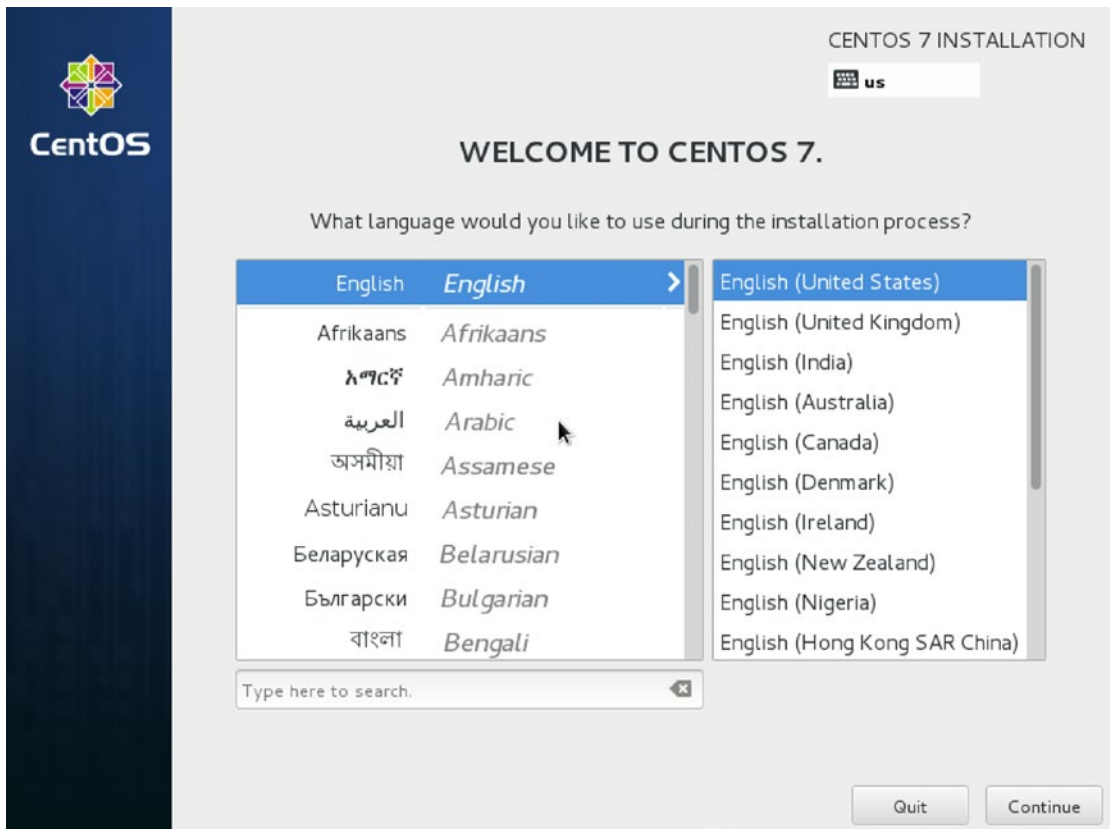 CentOS
CENTOS 7 INSTALLATION
us
WELCOME TO CENTOS 7.
What language would you like to use during the installation process?
English English
Afrikaans Afrikaans
አማርኛ Amharic
العربية Arabic
অসমীয়া Assamese
Asturianu Asturian
Беларуская Belarusian
Български Bulgarian
বাংলা Bengali
English (United States)
English (United Kingdom)
English (India)
English (Australia)
English (Canada)
English (Denmark)
English (Ireland)
English (New Zealand)
English (Nigeria)
English (Hong Kong SAR China)
Type here to search.
Quit Continue